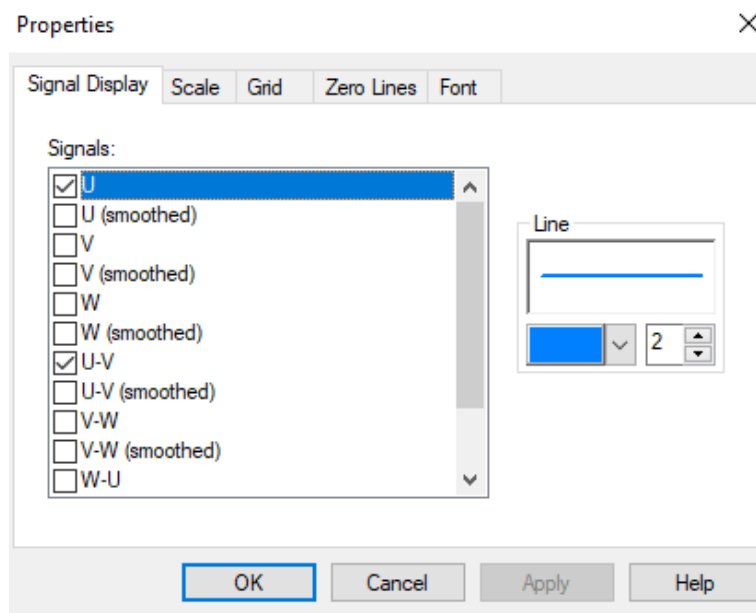 Properties
Signal Display Scale Grid Zero Lines Font
Signals:
U
U (smoothed)
V
V (smoothed)
W
W (smoothed)
U-V
U-V (smoothed)
V-W
V-W (smoothed)
W-U
Line
2
OK Cancel Apply Help